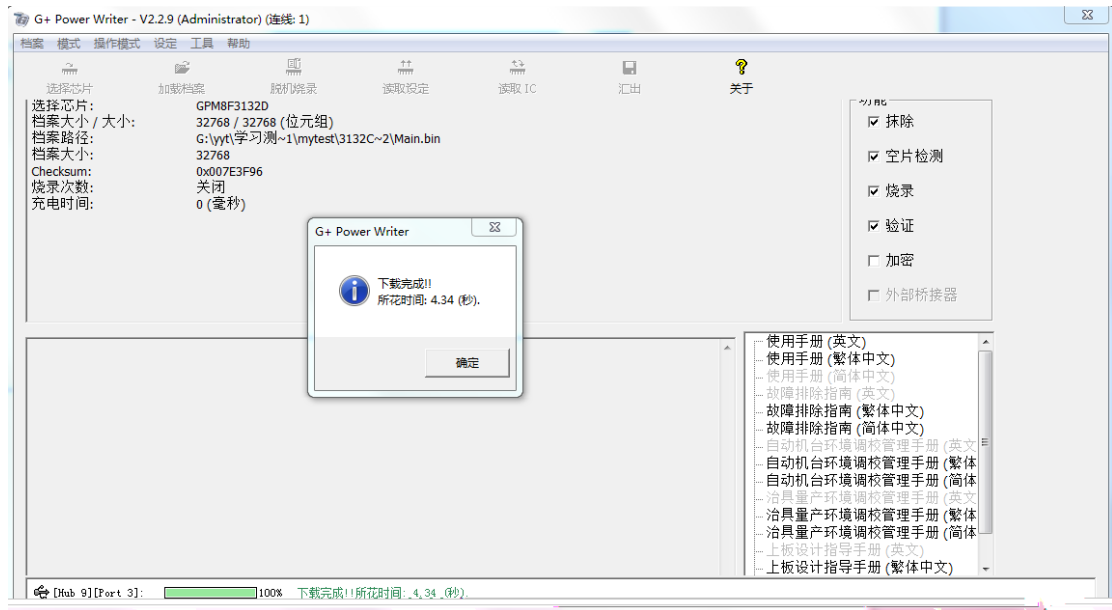 G+ Power Writer - V2.2.9 (Administrator) (连线: 1)
档案 模式 操作模式 设定 工具 帮助
选择芯片 加载档案 脱机烧录 读取设定 读取 IC 汇出 关于
选择芯片: GPM8F3132D
档案大小 / 大小: 32768 / 32768 (位元组)
档案路径: G:\yyt\学习测~1\mytest\3132C~2\Main.bin
档案大小: 32768
Checksum: 0x007E3F96
烧录次数: 关闭
充电时间: 0 (毫秒)
功能
抹除
空片检测
烧录
验证
加密
外部桥接器
G+ Power Writer
下载完成!!
所花时间: 4.34 (秒).
确定
使用手册 (英文)
使用手册 (繁体中文)
使用手册 (简体中文)
故障排除指南 (英文)
故障排除指南 (繁体中文)
故障排除指南 (简体中文)
自动机台环境调校管理手册 (英文
自动机台环境调校管理手册 (繁体
自动机台环境调校管理手册 (简体
治具量产环境调校管理手册 (英文
治具量产环境调校管理手册 (繁体
治具量产环境调校管理手册 (简体
上板设计指导手册 (英文)
上板设计指导手册 (繁体中文)
[Hub 9][Port 3]: 100% 下载完成!!所花时间: 4.34 (秒).